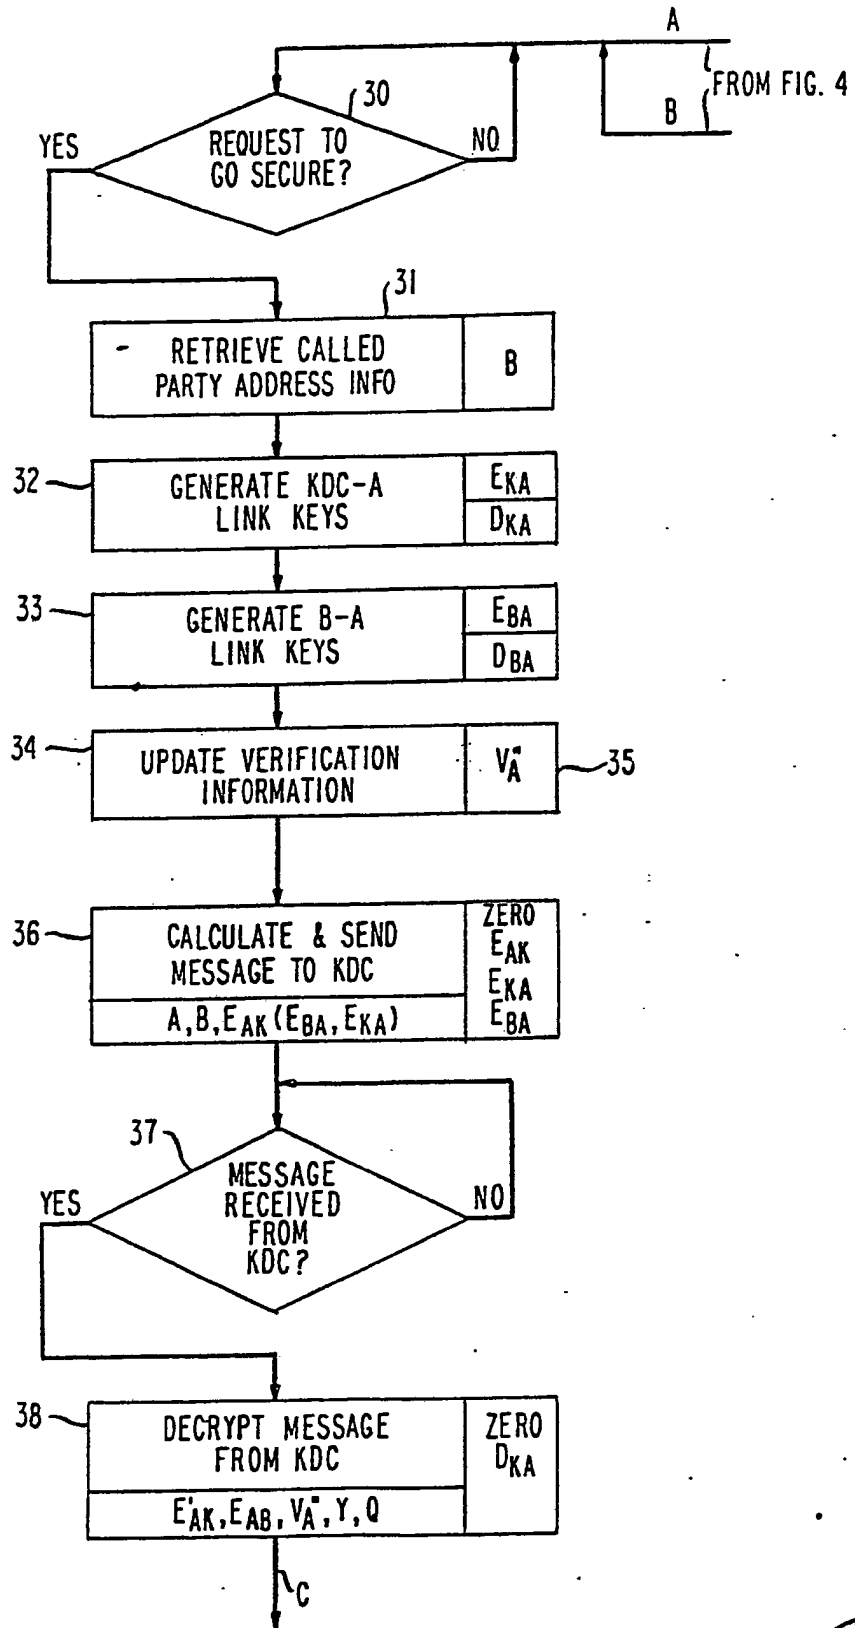 A
FROM FIG. 4
B
30
REQUEST TO
GO SECURE?
YES
NO
31
RETRIEVE CALLED
PARTY ADDRESS INFO
B
32
GENERATE KDC-A
LINK KEYS
EKA
DKA
33
GENERATE B-A
LINK KEYS
EBA
DBA
34
UPDATE VERIFICATION
INFORMATION
VA"
35
36
CALCULATE & SEND
MESSAGE TO KDC
A, B, EAK (EBA, EKA)
ZERO
EAK
EKA
EBA
37
MESSAGE
RECEIVED
FROM
KDC?
YES
NO
38
DECRYPT MESSAGE
FROM KDC
E'AK, EAB, VA", Y, Q
ZERO
DKA
C